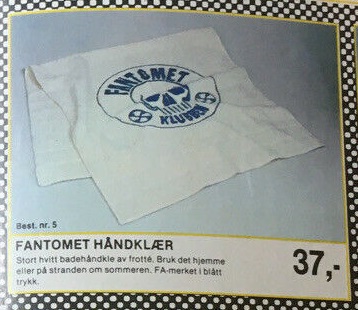 FANTOMET
KLUBBEN
Best. nr. 5
FANTOMET HÅNDKLÆR
Stort hvitt badehåndkle av frotté. Bruk det hjemme
eller på stranden om sommeren. FA-merket i blått
trykk.
37,-